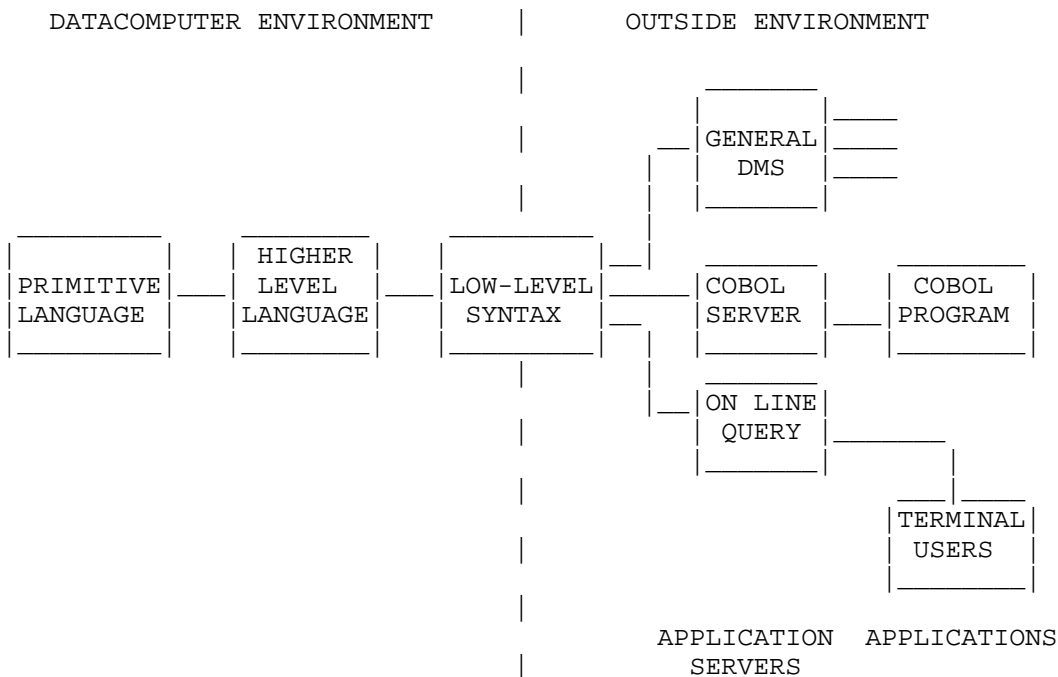 DATACOMPUTER ENVIRONMENT | OUTSIDE ENVIRONMENT
GENERAL
DMS
HIGHER
PRIMITIVE LEVEL LOW-LEVEL COBOL COBOL
LANGUAGE LANGUAGE SYNTAX SERVER PROGRAM
ON LINE
QUERY
TERMINAL
USERS
APPLICATION APPLICATIONS
SERVERS